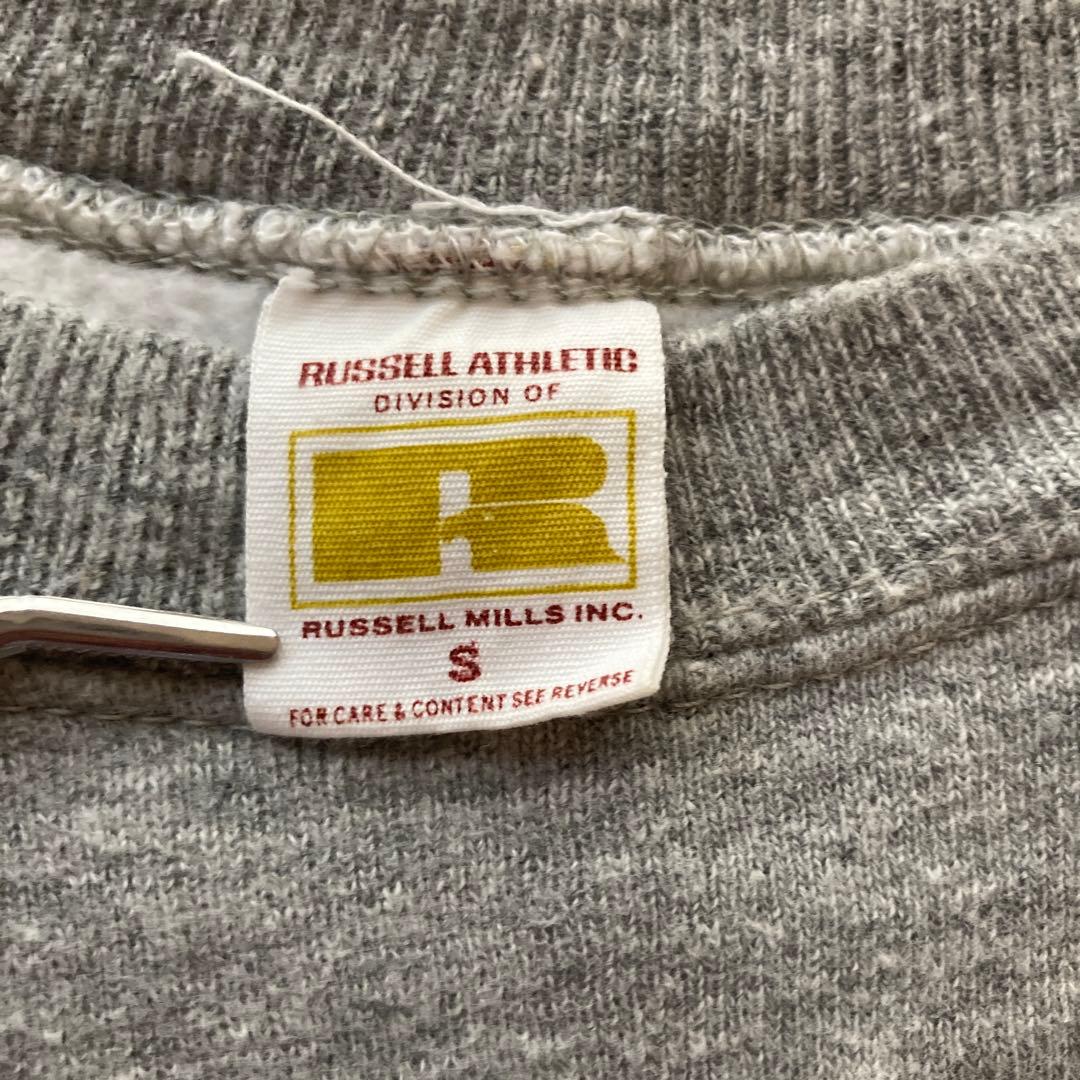 RUSSELL ATHLETIC
DIVISION OF
R
RUSSELL MILLS INC.
S
FOR CARE & CONTENT SEE REVERSE